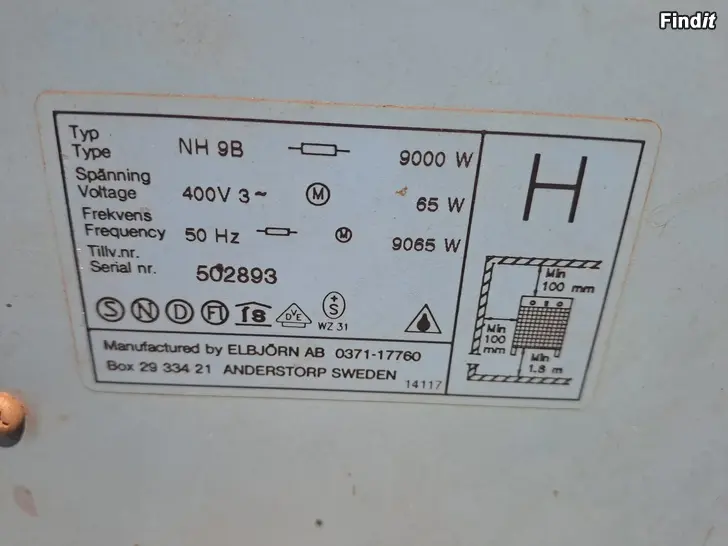 Findit
Typ
Type NH 9B 9000 W
Spänning
Voltage 400V 3~ M 65 W
Frekvens
Frequency 50 Hz M 9065 W
Tillv.nr.
Serial nr. 502893
S N D FI
DVE
+S
WZ 31
Manufactured by ELBJÖRN AB 0371-17760
Box 29 334 21 ANDERSTORP SWEDEN
14117
H
Min
100 mm
Min
100
mm
Min
1.8 m